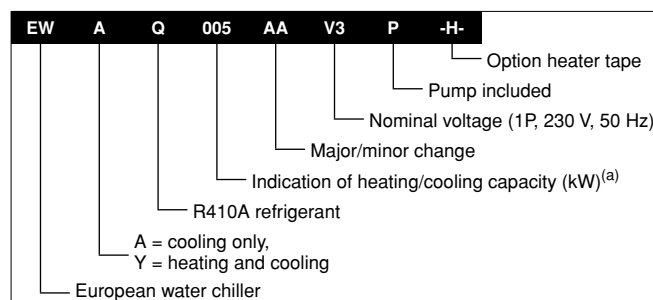 EW A Q 005 AA V3 P -H-
Option heater tape
Pump included
Nominal voltage (1P, 230 V, 50 Hz)
Major/minor change
Indication of heating/cooling capacity (kW)(a)
R410A refrigerant
A = cooling only,
Y = heating and cooling
European water chiller